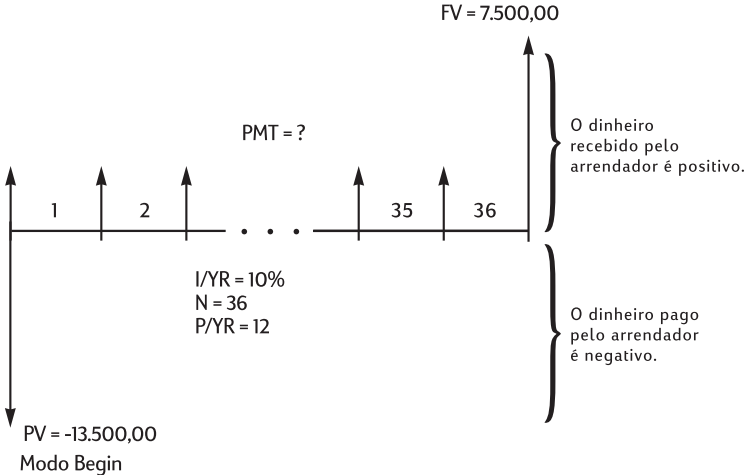 FV = 7.500,00
PMT = ?
O dinheiro
recebido pelo
arrendador é positivo.
1 2 . . . 35 36
I/YR = 10%
N = 36
P/YR = 12
O dinheiro pago
pelo arrendador
é negativo.
PV = -13.500,00
Modo Begin